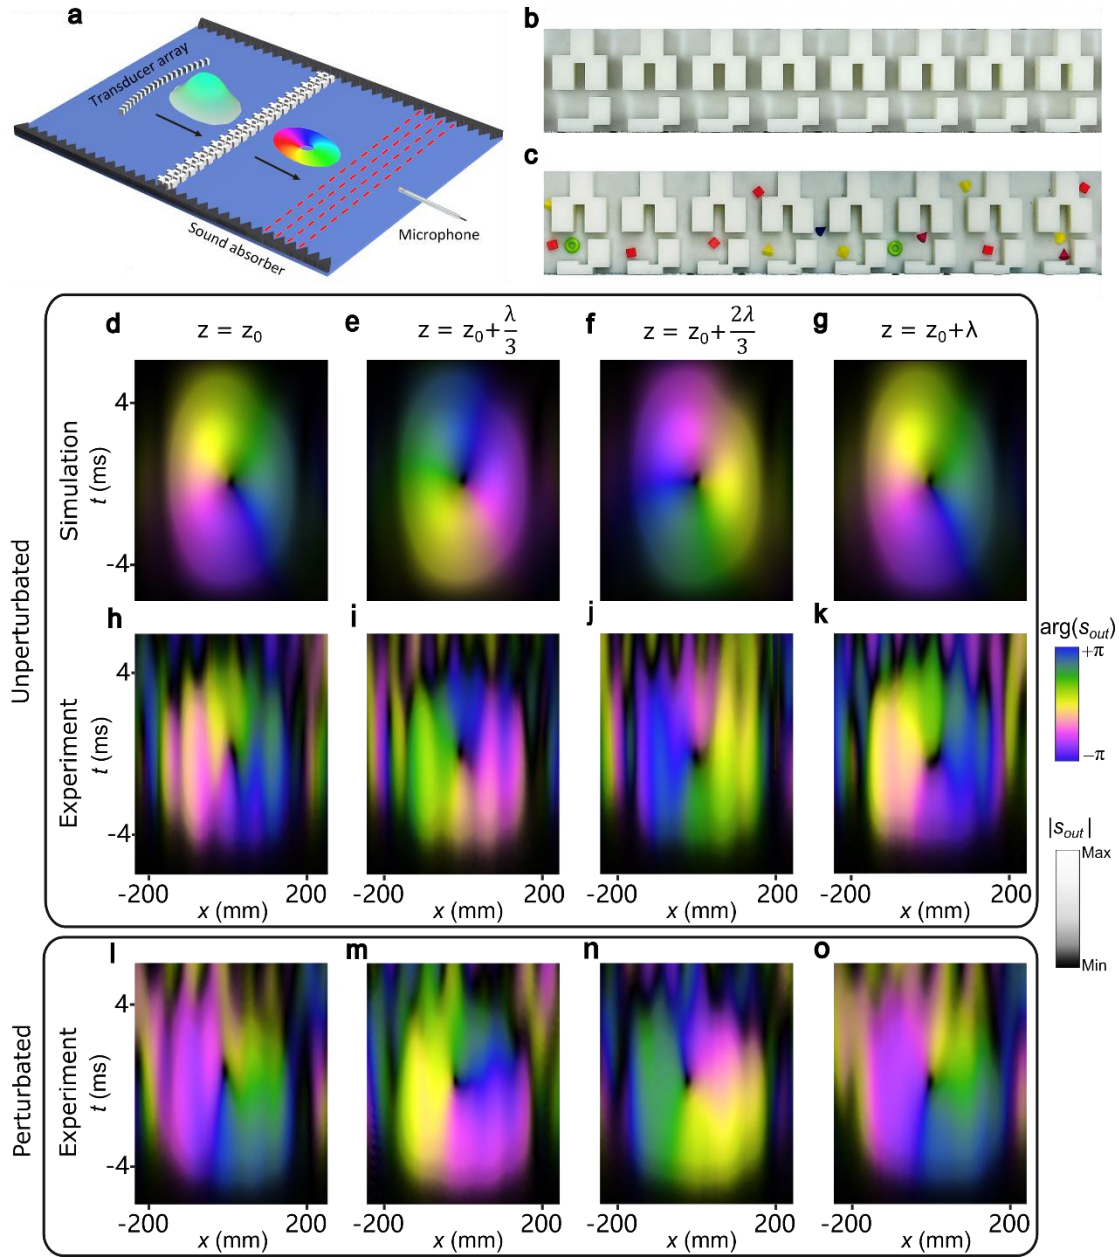 a
Transducer array
Sound absorber
Microphone
b
c
d z = z₀
e z = z₀+λ/3
f z = z₀+2λ/3
g z = z₀+λ
Unperturbated
Simulation
t (ms)
4
-4
h
i
j
k
Experiment
t (ms)
4
-4
-200 200
x (mm)
-200 200
x (mm)
-200 200
x (mm)
-200 200
x (mm)
arg(sout)
+π
−π
|sout|
Max
Min
Perturbated
l
m
n
o
Experiment
t (ms)
4
-4
-200 200
x (mm)
-200 200
x (mm)
-200 200
x (mm)
-200 200
x (mm)